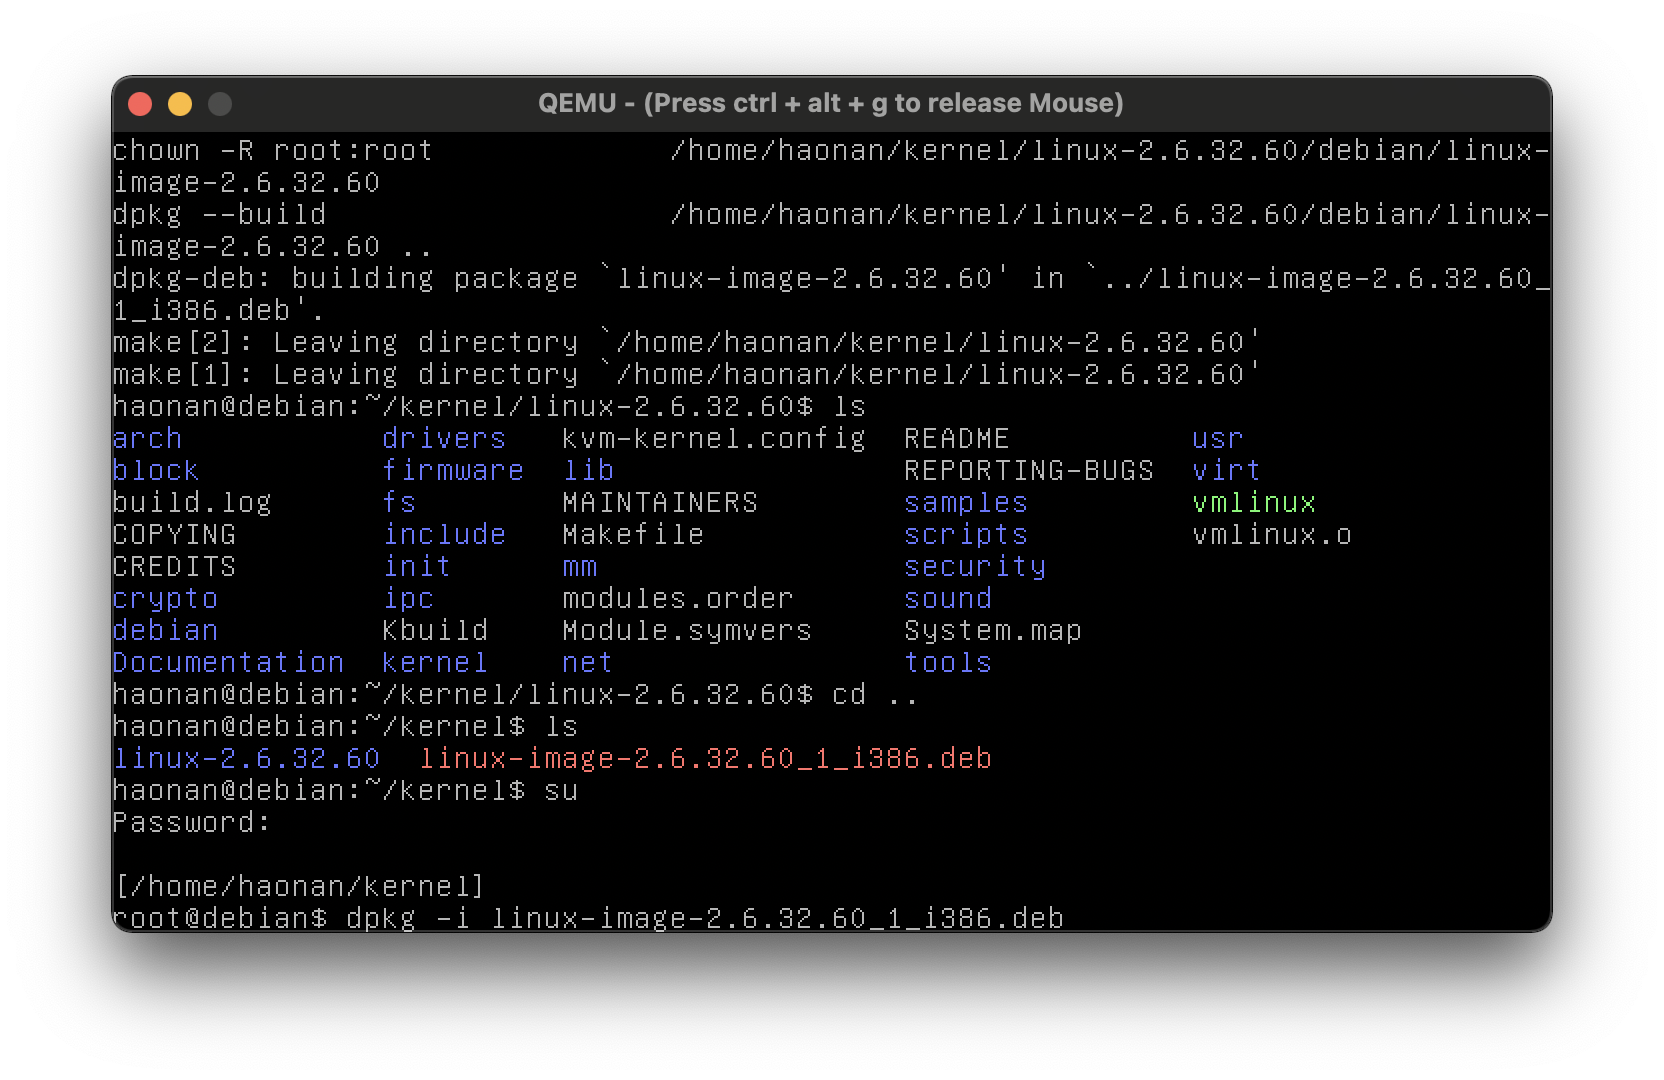 QEMU - (Press ctrl + alt + g to release Mouse)
chown -R root:root               /home/haonan/kernel/linux-2.6.32.60/debian/linux-
image-2.6.32.60
dpkg --build                   /home/haonan/kernel/linux-2.6.32.60/debian/linux-
image-2.6.32.60 ..
dpkg-deb: building package `linux-image-2.6.32.60' in `../linux-image-2.6.32.60_
1_i386.deb'.
make[2]: Leaving directory `/home/haonan/kernel/linux-2.6.32.60'
make[1]: Leaving directory `/home/haonan/kernel/linux-2.6.32.60'
haonan@debian:~/kernel/linux-2.6.32.60$ ls
arch           drivers   kvm-kernel.config  README          usr
block          firmware  lib                REPORTING-BUGS  virt
build.log      fs        MAINTAINERS        samples         vmlinux
COPYING        include   Makefile           scripts         vmlinux.o
CREDITS        init      mm                 security
crypto         ipc       modules.order      sound
debian         Kbuild    Module.symvers     System.map
Documentation  kernel    net                tools
haonan@debian:~/kernel/linux-2.6.32.60$ cd ..
haonan@debian:~/kernel$ ls
linux-2.6.32.60  linux-image-2.6.32.60_1_i386.deb
haonan@debian:~/kernel$ su
Password:
[/home/haonan/kernel]
root@debian$ dpkg -i linux-image-2.6.32.60_1_i386.deb